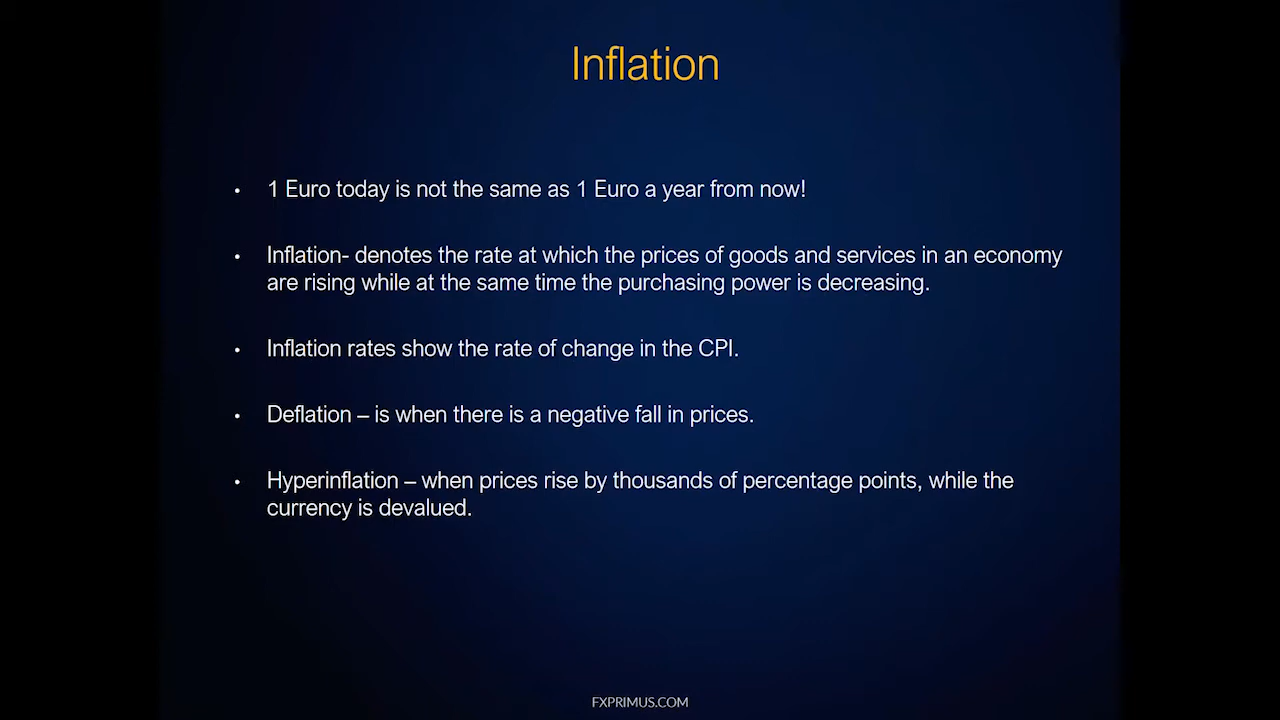 Inflation
• 1 Euro today is not the same as 1 Euro a year from now!
• Inflation- denotes the rate at which the prices of goods and services in an economy
are rising while at the same time the purchasing power is decreasing.
• Inflation rates show the rate of change in the CPI.
• Deflation – is when there is a negative fall in prices.
• Hyperinflation – when prices rise by thousands of percentage points, while the
currency is devalued.
FXPRIMUS.COM